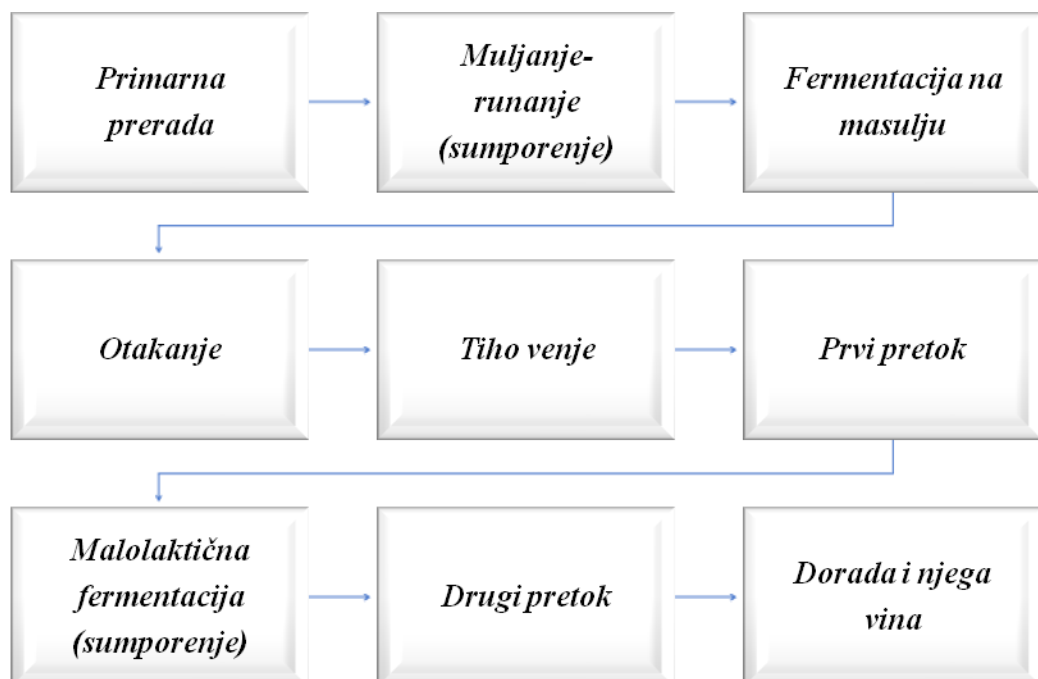 Primarna
prerada
Muljanje-
runanje
(sumporenje)
Fermentacija na
masulju
Otakanje
Tiho venje
Prvi pretok
Malolaktična
fermentacija
(sumporenje)
Drugi pretok
Dorada i njega
vina